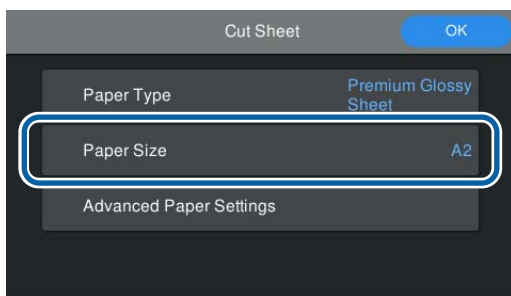 Cut Sheet OK
Paper Type Premium Glossy
Sheet
Paper Size A2
Advanced Paper Settings